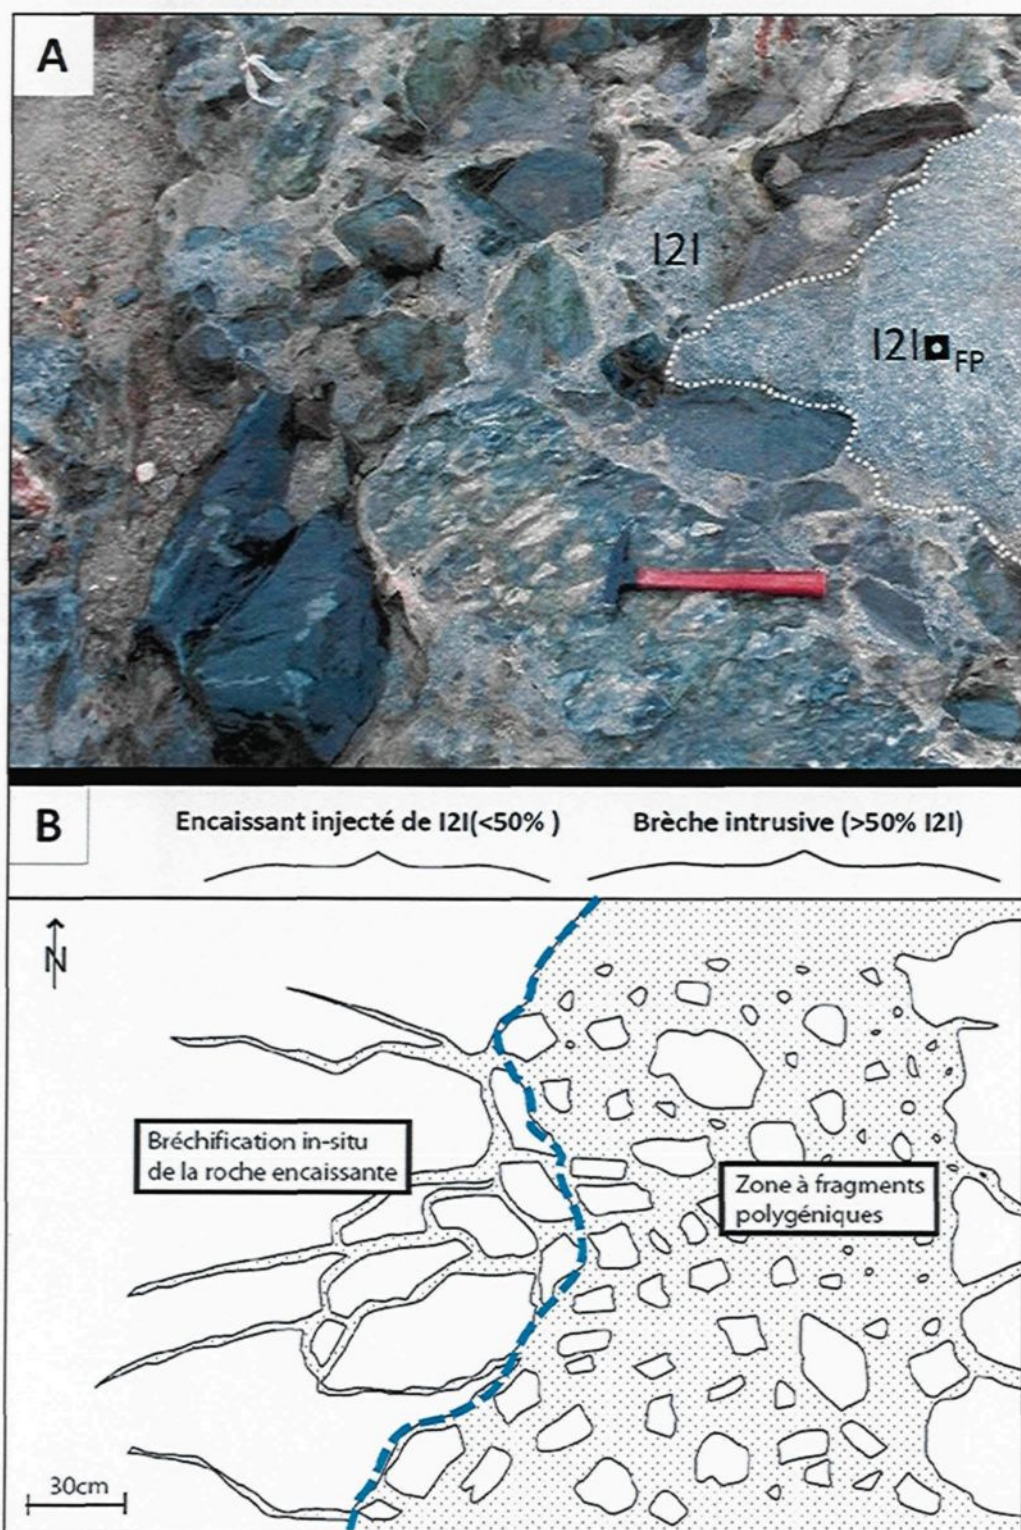 A
I2I
I2I
FP
B
Encaissant injecté de I2I(<50% )
Brèche intrusive (>50% I2I)
N
Bréchification in-situ
de la roche encaissante
Zone à fragments
polygéniques
30cm